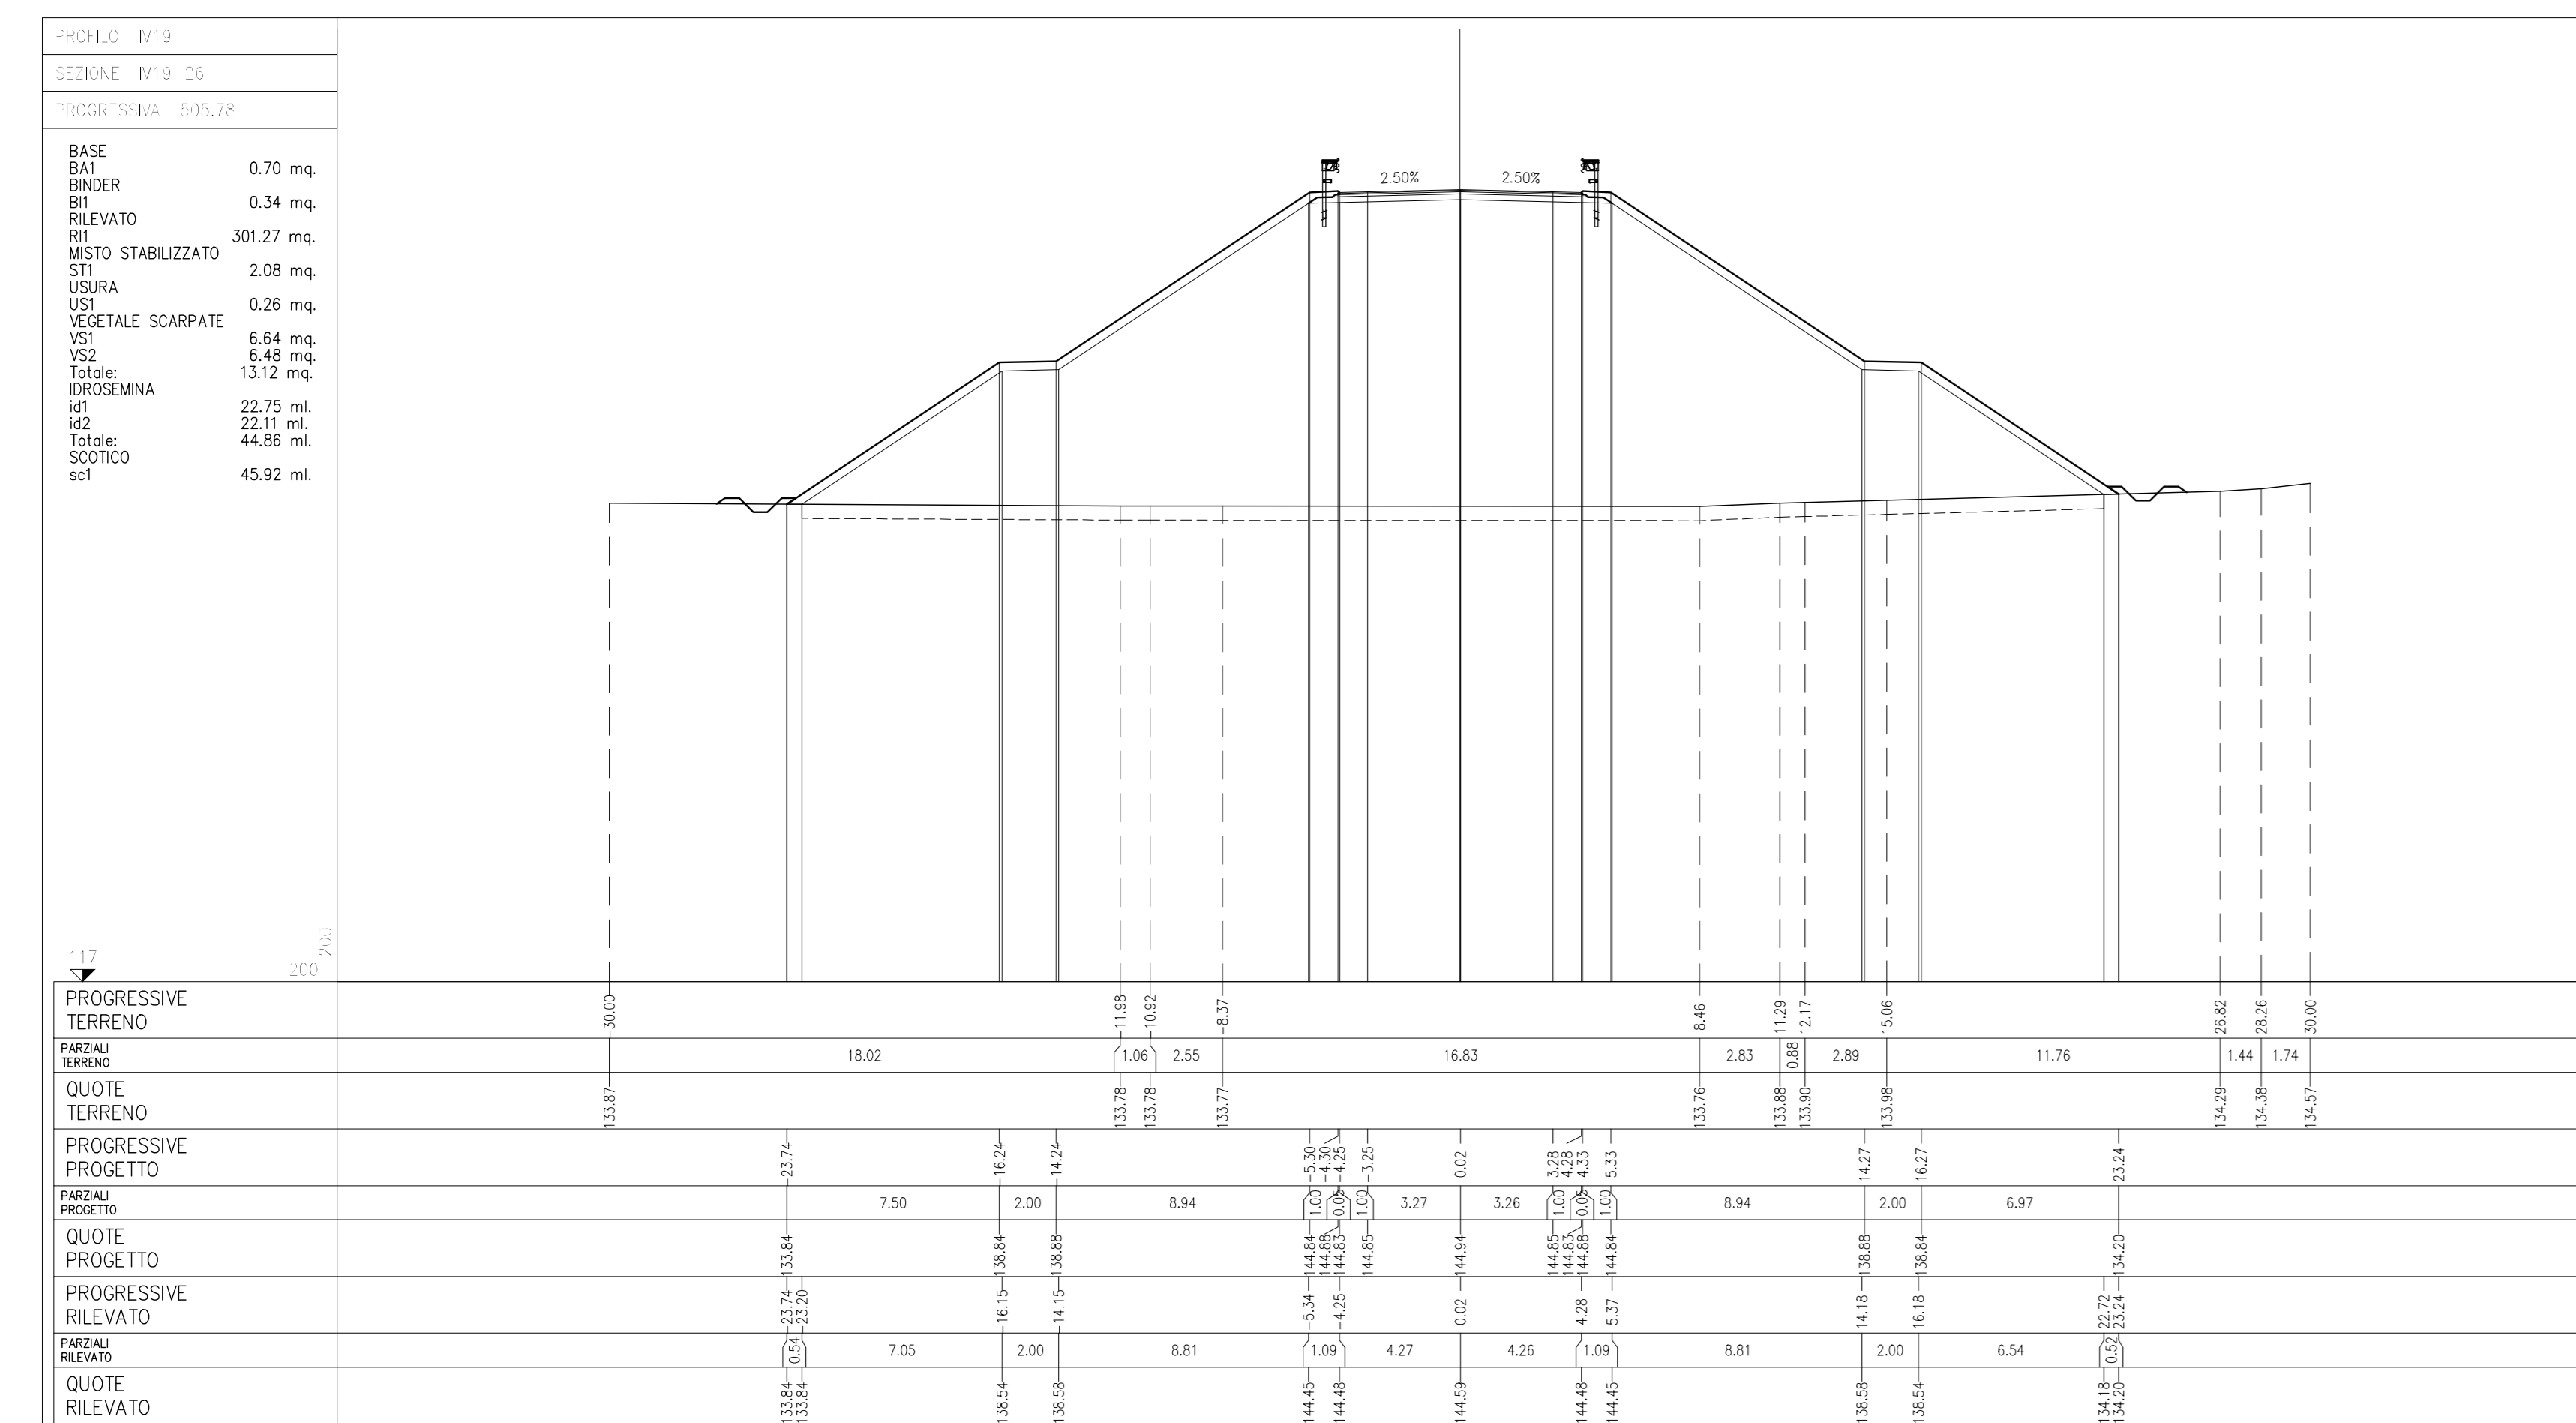 PROFILO IV19
SEZIONE IV19-26
PROGRESSIVA 505.78
BASE
BA1 0.70 mq.
BINDER
BI1 0.34 mq.
RILEVATO
RI1 301.27 mq.
MISTO STABILIZZATO
ST1 2.08 mq.
USURA
US1 0.26 mq.
VEGETALE SCARPATE
VS1 6.64 mq.
VS2 6.48 mq.
Totale: 13.12 mq.
IDROSEMINA
id1 22.75 ml.
id2 22.11 ml.
Totale: 44.86 ml.
SCOTICO
sc1 45.92 ml.
2.50% 2.50%
117 200 200
PROGRESSIVE
TERRENO
-30.00 -11.98 -10.92 -8.37 8.46 11.29 12.17 15.06 26.82 28.26 30.00
PARZIALI
TERRENO
18.02 1.06 2.55 16.83 2.83 0.88 2.89 11.76 1.44 1.74
QUOTE
TERRENO
133.87 133.78 133.78 133.77 133.76 133.88 133.90 133.98 134.29 134.38 134.57
PROGRESSIVE
PROGETTO
-23.74 -16.24 -14.24 -5.30 -4.30 -4.25 -3.25 0.02 3.28 4.28 4.33 5.33 14.27 16.27 23.24
PARZIALI
PROGETTO
7.50 2.00 8.94 1.00 0.05 1.00 3.27 3.26 1.00 0.05 1.00 8.94 2.00 6.97
QUOTE
PROGETTO
133.84 138.84 138.88 144.84 144.88 144.83 144.85 144.94 144.85 144.83 144.88 144.84 138.88 138.84 134.20
PROGRESSIVE
RILEVATO
-23.74 -23.20 -16.15 -14.15 -5.34 -4.25 0.02 4.28 5.37 14.18 16.18 22.72 23.24
PARZIALI
RILEVATO
0.54 7.05 2.00 8.81 1.09 4.27 4.26 1.09 8.81 2.00 6.54 0.52
QUOTE
RILEVATO
133.84 133.84 138.54 138.58 144.45 144.48 144.59 144.48 144.45 138.58 138.54 134.18 134.20